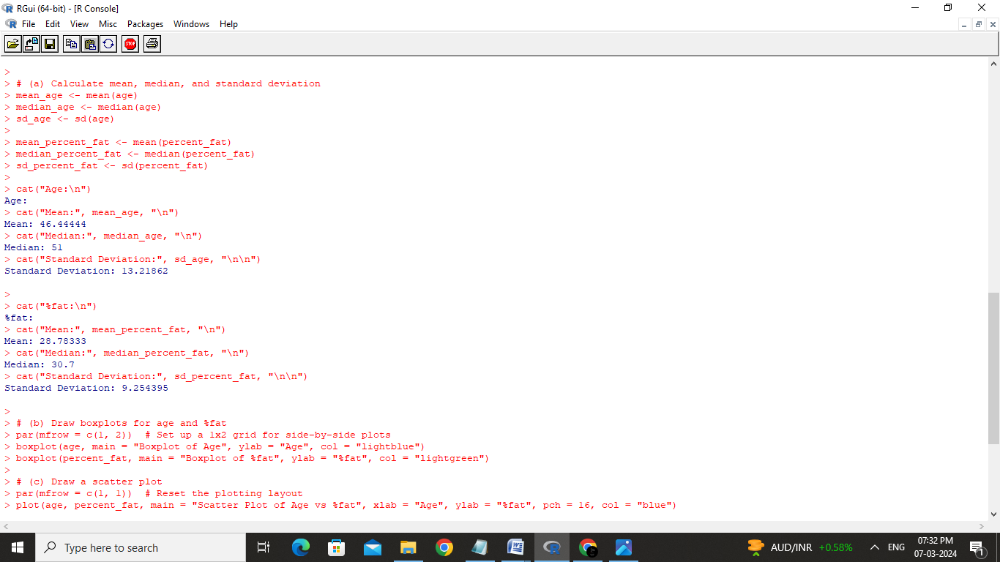 RGui (64-bit) - [R Console]
File Edit View Misc Packages Windows Help
STOP
>
> # (a) Calculate mean, median, and standard deviation
> mean_age <- mean(age)
> median_age <- median(age)
> sd_age <- sd(age)
>
> mean_percent_fat <- mean(percent_fat)
> median_percent_fat <- median(percent_fat)
> sd_percent_fat <- sd(percent_fat)
>
> cat("Age:\n")
Age:
> cat("Mean:", mean_age, "\n")
Mean: 46.44444
> cat("Median:", median_age, "\n")
Median: 51
> cat("Standard Deviation:", sd_age, "\n\n")
Standard Deviation: 13.21862
>
> cat("%fat:\n")
%fat:
> cat("Mean:", mean_percent_fat, "\n")
Mean: 28.78333
> cat("Median:", median_percent_fat, "\n")
Median: 30.7
> cat("Standard Deviation:", sd_percent_fat, "\n\n")
Standard Deviation: 9.254395
>
> # (b) Draw boxplots for age and %fat
> par(mfrow = c(1, 2))  # Set up a 1x2 grid for side-by-side plots
> boxplot(age, main = "Boxplot of Age", ylab = "Age", col = "lightblue")
> boxplot(percent_fat, main = "Boxplot of %fat", ylab = "%fat", col = "lightgreen")
>
> # (c) Draw a scatter plot
> par(mfrow = c(1, 1))  # Reset the plotting layout
> plot(age, percent_fat, main = "Scatter Plot of Age vs %fat", xlab = "Age", ylab = "%fat", pch = 16, col = "blue")
Type here to search
AUD/INR +0.58%
ENG
07:32 PM
07-03-2024
1